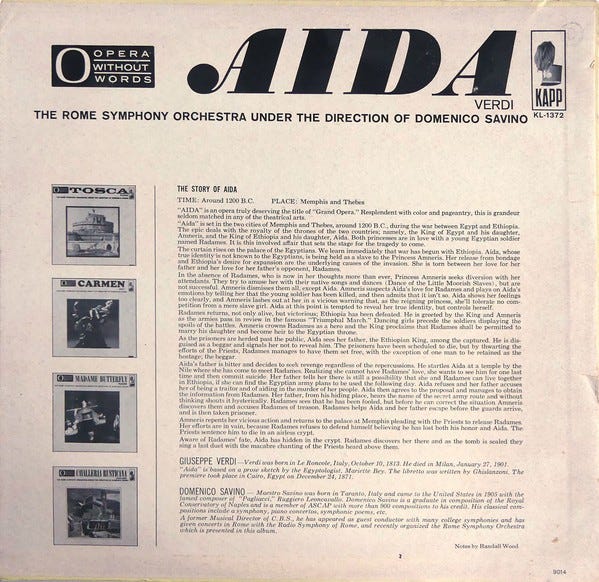 O OPERA WITHOUT WORDS
AIDA
VERDI
KAPP
KL-1372
THE ROME SYMPHONY ORCHESTRA UNDER THE DIRECTION OF DOMENICO SAVINO
TOSCA
CARMEN
MADAME BUTTERFLY
CAVALLERIA RUSTICANA
THE STORY OF AIDA
TIME: Around 1200 B.C. PLACE: Memphis and Thebes
"AIDA" is an opera truly deserving the title of "Grand Opera." Resplendent with color and pageantry, this is grandeur
seldom matched in any of the theatrical arts.
"Aida" is set in the two cities of Memphis and Thebes, around 1200 B.C., during the war between Egypt and Ethiopia.
The epic deals with the royalty of the thrones of the two countries; namely, the King of Egypt and his daughter,
Amneris, and the King of Ethiopia and his daughter, Aida. Both princesses are in love with a young Egyptian soldier
named Radames. It is this involved affair that sets the stage for the tragedy to come.
The curtain rises on the palace of the Egyptians. We learn immediately that war has begun with Ethiopia. Aida, whose
true identity is not known to the Egyptians, is being held as a slave to the Princess Amneris. Her release from bondage
and Ethiopia's desire for expansion are the underlying causes of the invasion. She is torn between her love for her
father and her love for her father's opponent, Radames.
In the absence of Radames, who is now in her thoughts more than ever, Princess Amneris seeks diversion with her
attendants. They try to amuse her with their native songs and dances (Dance of the Little Moorish Slaves), but are
not successful. Amneris dismisses them all, except Aida. Amneris suspects Aida's love for Radames and plays on Aida's
emotions by telling her that the young soldier has been killed, and then admits that it isn't so. Aida shows her feelings
too clearly, and Amneris lashes out at her in a vicious warning that, as the reigning princess, she'll tolerate no com-
petition from a mere slave girl. Aida at this point is tempted to reveal her true identity, but controls herself.
Radames returns, not only alive, but victorious; Ethiopia has been defeated. He is greeted by the King and Amneris
as the armies pass in review in the famous "Triumphal March." Dancing girls precede the soldiers displaying the
spoils of the battles. Amneris crowns Radames as a hero and the King proclaims that Radames shall be permitted to
marry his daughter and become heir to the Egyptian throne.
As the prisoners are herded past the public, Aida sees her father, the Ethiopian King, among the captured. He is dis-
guised as a beggar and signals her not to reveal him. The prisoners have been scheduled to die, but by thwarting the
efforts of the Priests, Radames manages to have them set free, with the exception of one man to be retained as the
hostage; the beggar.
Aida's father is bitter and decides to seek revenge regardless of the repercussions. He startles Aida at a temple by the
Nile where she has come to meet Radames. Realizing she cannot have Radames' love, she wants to see him for one last
time and then commit suicide. Her father tells her there is still a possibility that she and Radames can live together
in Ethiopia, if she can find the Egyptian army plans to be used the following day. Aida refuses and her father accuses
her of being a traitor and of aiding in the murder of her people. Aida then agrees to the proposal and manages to obtain
the information from Radames. Her father, from his hiding place, hears the name of the secret army route and without
thinking shouts it hysterically. Radames sees that he has been fooled, but before he can correct the situation Amneris
discovers them and accuses Radames of treason. Radames helps Aida and her father escape before the guards arrive,
and is then taken prisoner.
Amneris repents her vicious action and returns to the palace at Memphis pleading with the Priests to release Radames.
Her efforts are in vain, because Radames refuses to defend himself believing he has lost both his honor and Aida. The
Priests sentence him to die in an airless crypt.
Aware of Radames' fate, Aida has hidden in the crypt. Radames discovers her there and as the tomb is sealed they
sing a last duet with the macabre chanting of the Priests heard above them.
GIUSEPPE VERDI — Verdi was born in Le Roncole, Italy, October 10, 1813. He died in Milan, January 27, 1901.
"Aida" is based on a prose sketch by the Egyptologist, Mariette Bey. The libretto was written by Ghislanzoni. The
premiere took place in Cairo, Egypt on December 24, 1871.
DOMENICO SAVINO — Maestro Savino was born in Taranto, Italy and came to the United States in 1905 with the
famed composer of "Pagliacci," Ruggiero Leoncavallo. Domenico Savino is a graduate in composition of the Royal
Conservatory of Naples and is a member of ASCAP with more than 900 compositions to his credit. His classical com-
positions include a symphony, piano concertos, symphonic poems, etc.
A former Musical Director of C.B.S., he has appeared as guest conductor with many college symphonies and has
given concerts in Rome with the Radio Symphony of Rome, and recently organized the Rome Symphony Orchestra
which is presented in this album.
Notes by Randall Wood
2
9014